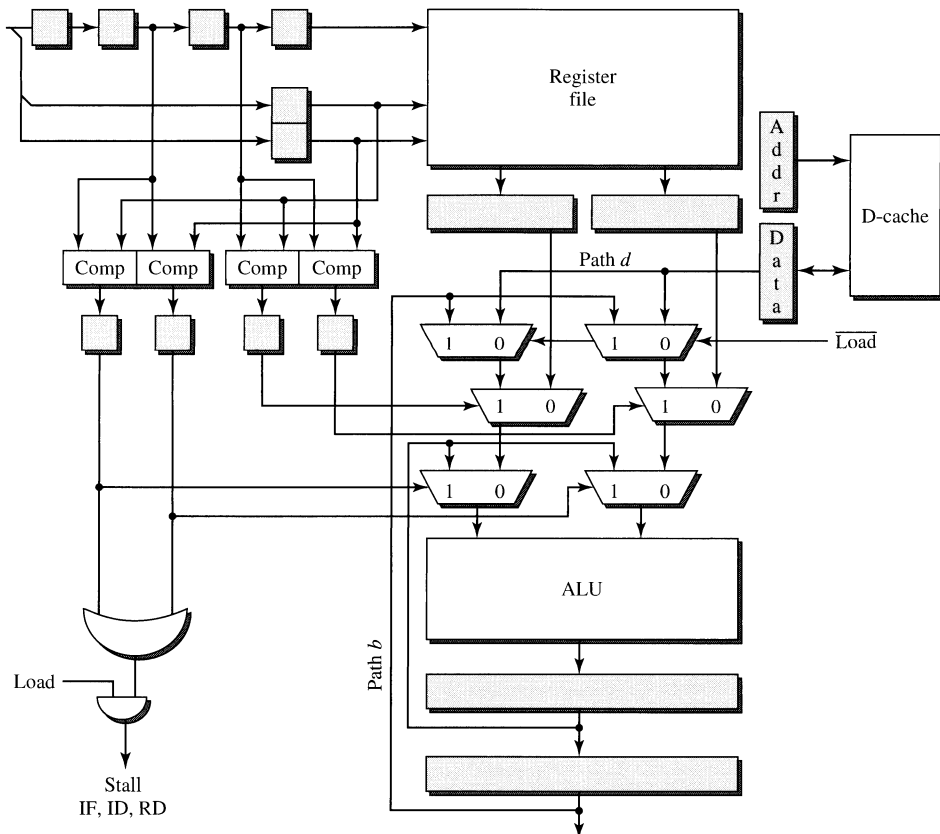 Register
file
A
d
d
r
D-cache
D
a
t
a
Path d
Comp Comp Comp Comp
1 0 1 0
Load
1 0 1 0
1 0 1 0
ALU
Path b
Load
Stall
IF, ID, RD